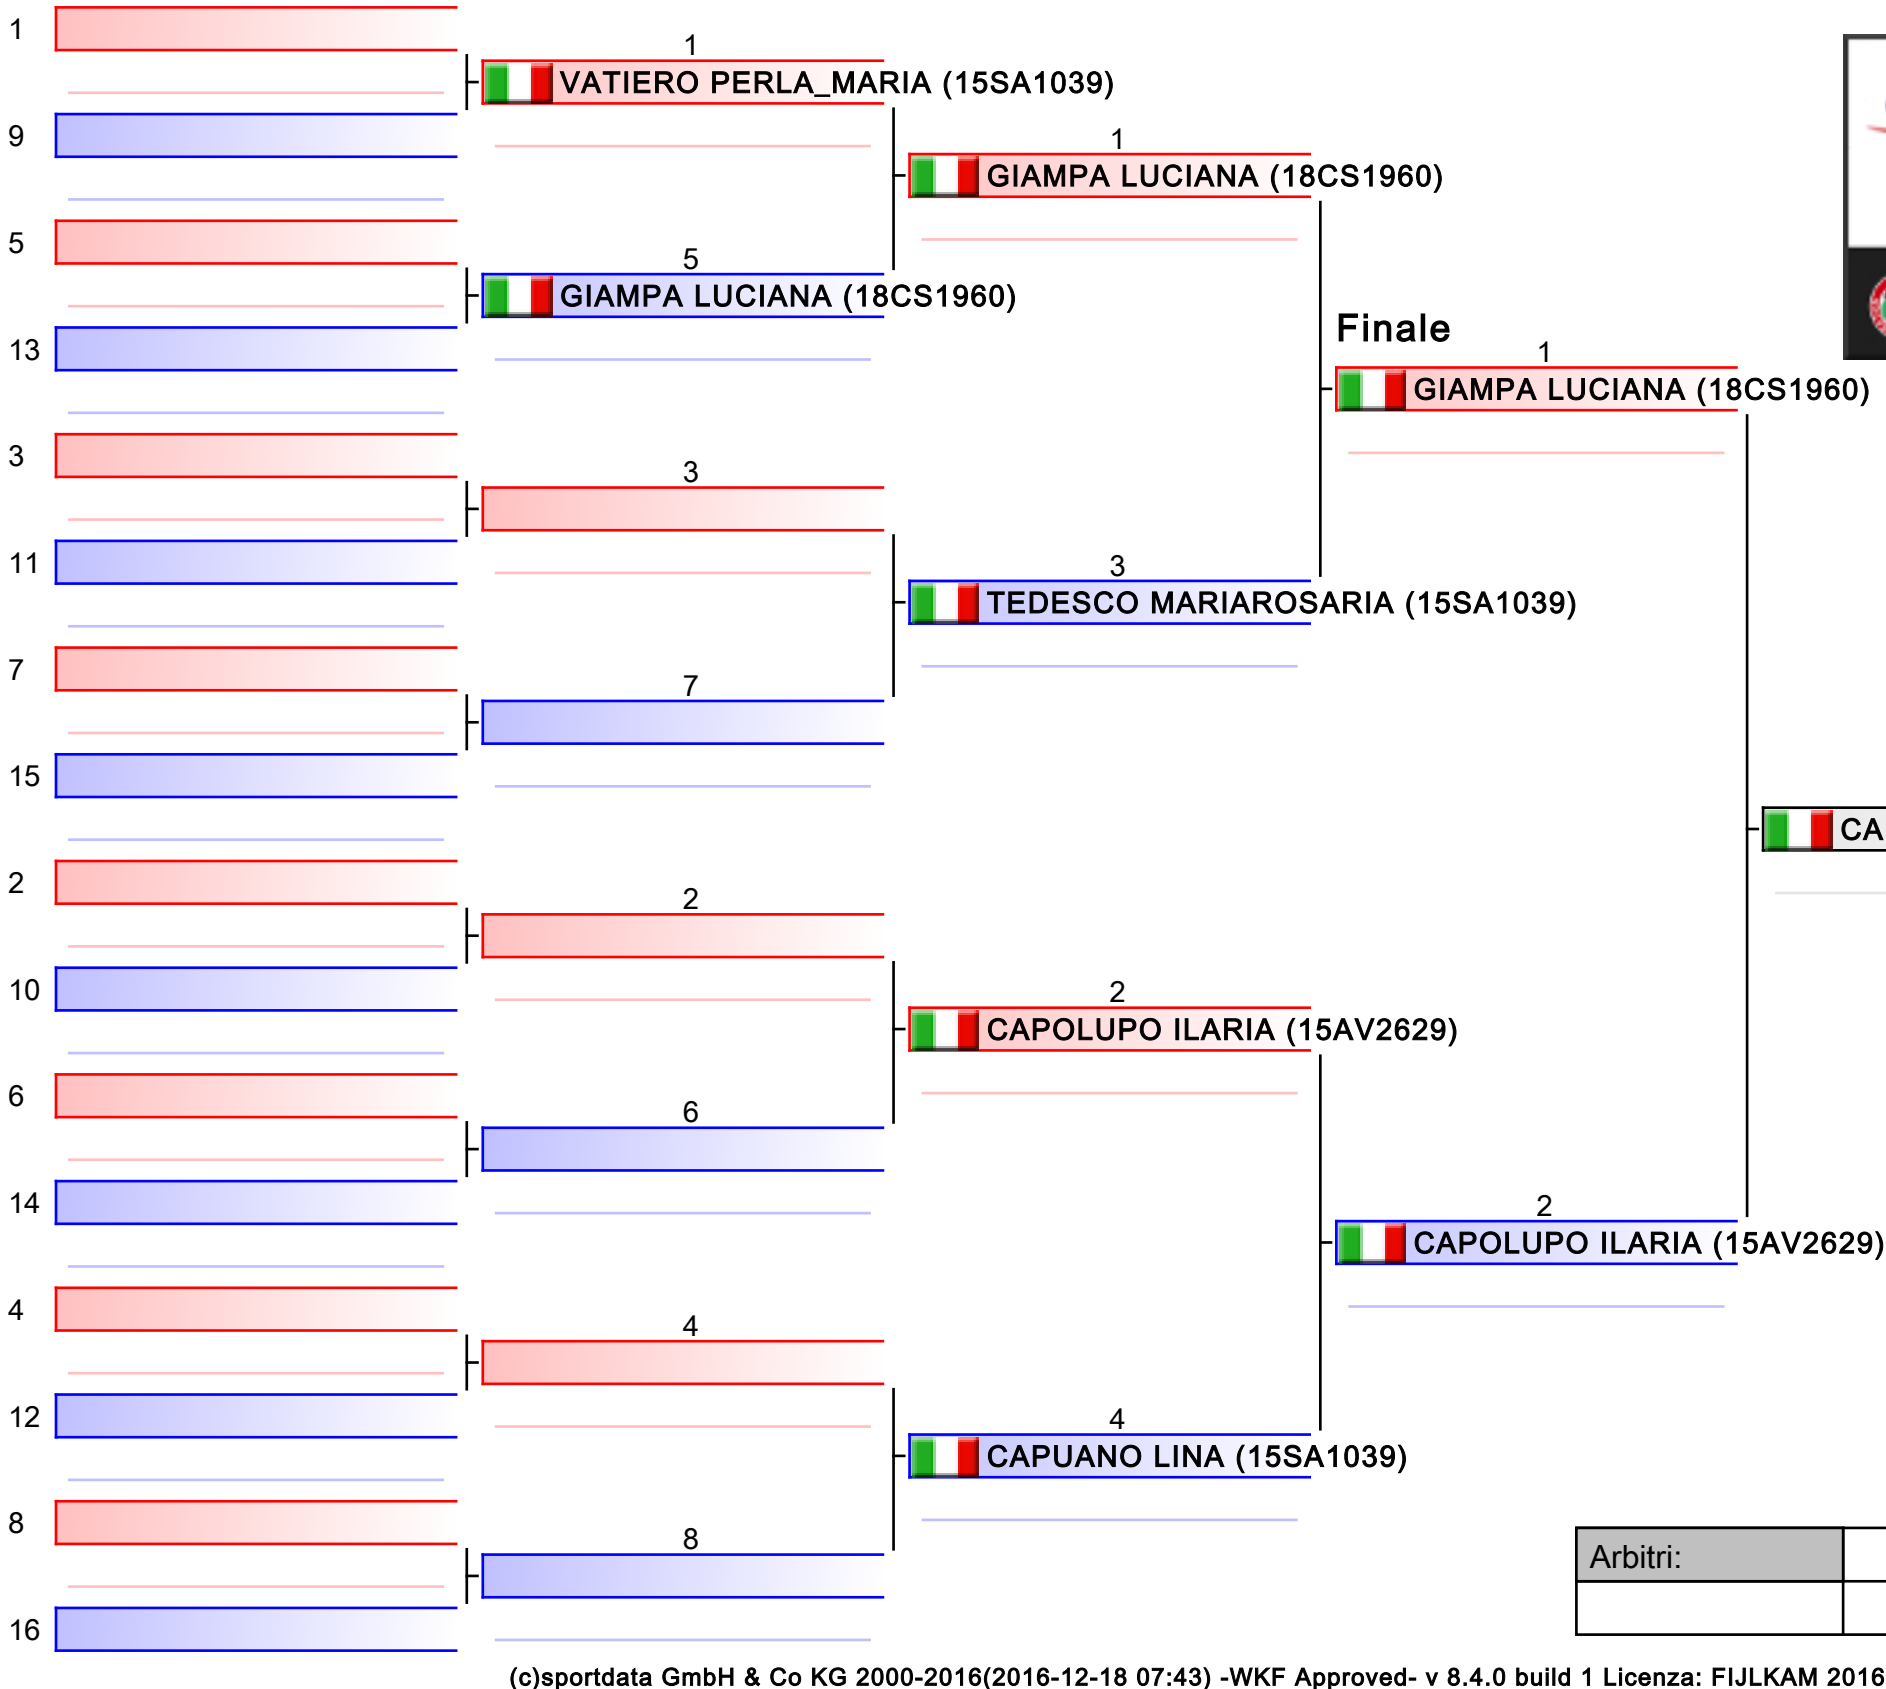 1
9
5
13
3
11
7
15
2
10
6
14
4
12
8
16
1
VATIERO PERLA_MARIA (15SA1039)
5
GIAMPA LUCIANA (18CS1960)
3
7
2
6
4
8
1
GIAMPA LUCIANA (18CS1960)
3
TEDESCO MARIAROSARIA (15SA1039)
2
CAPOLUPO ILARIA (15AV2629)
4
CAPUANO LINA (15SA1039)
Finale
1
GIAMPA LUCIANA (18CS1960)
2
CAPOLUPO ILARIA (15AV2629)
CA
Arbitri:
(c)sportdata GmbH & Co KG 2000-2016(2016-12-18 07:43) -WKF Approved- v 8.4.0 build 1 Licenza: FIJLKAM 2016